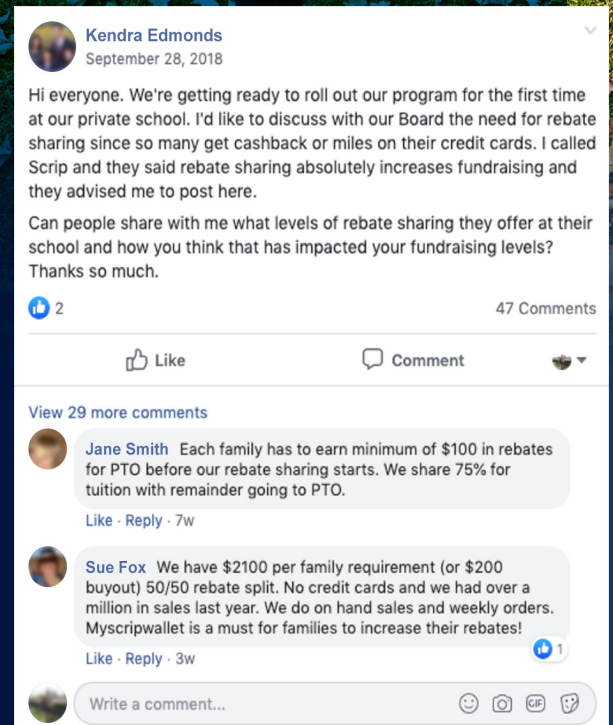 Kendra Edmonds
September 28, 2018
Hi everyone. We're getting ready to roll out our program for the first time
at our private school. I'd like to discuss with our Board the need for rebate
sharing since so many get cashback or miles on their credit cards. I called
Scrip and they said rebate sharing absolutely increases fundraising and
they advised me to post here.
Can people share with me what levels of rebate sharing they offer at their
school and how you think that has impacted your fundraising levels?
Thanks so much.
2
47 Comments
Like
Comment
View 29 more comments
Jane Smith Each family has to earn minimum of $100 in rebates
for PTO before our rebate sharing starts. We share 75% for
tuition with remainder going to PTO.
Like · Reply · 7w
Sue Fox We have $2100 per family requirement (or $200
buyout) 50/50 rebate split. No credit cards and we had over a
million in sales last year. We do on hand sales and weekly orders.
Myscripwallet is a must for families to increase their rebates!
1
Like · Reply · 3w
Write a comment...
GIF